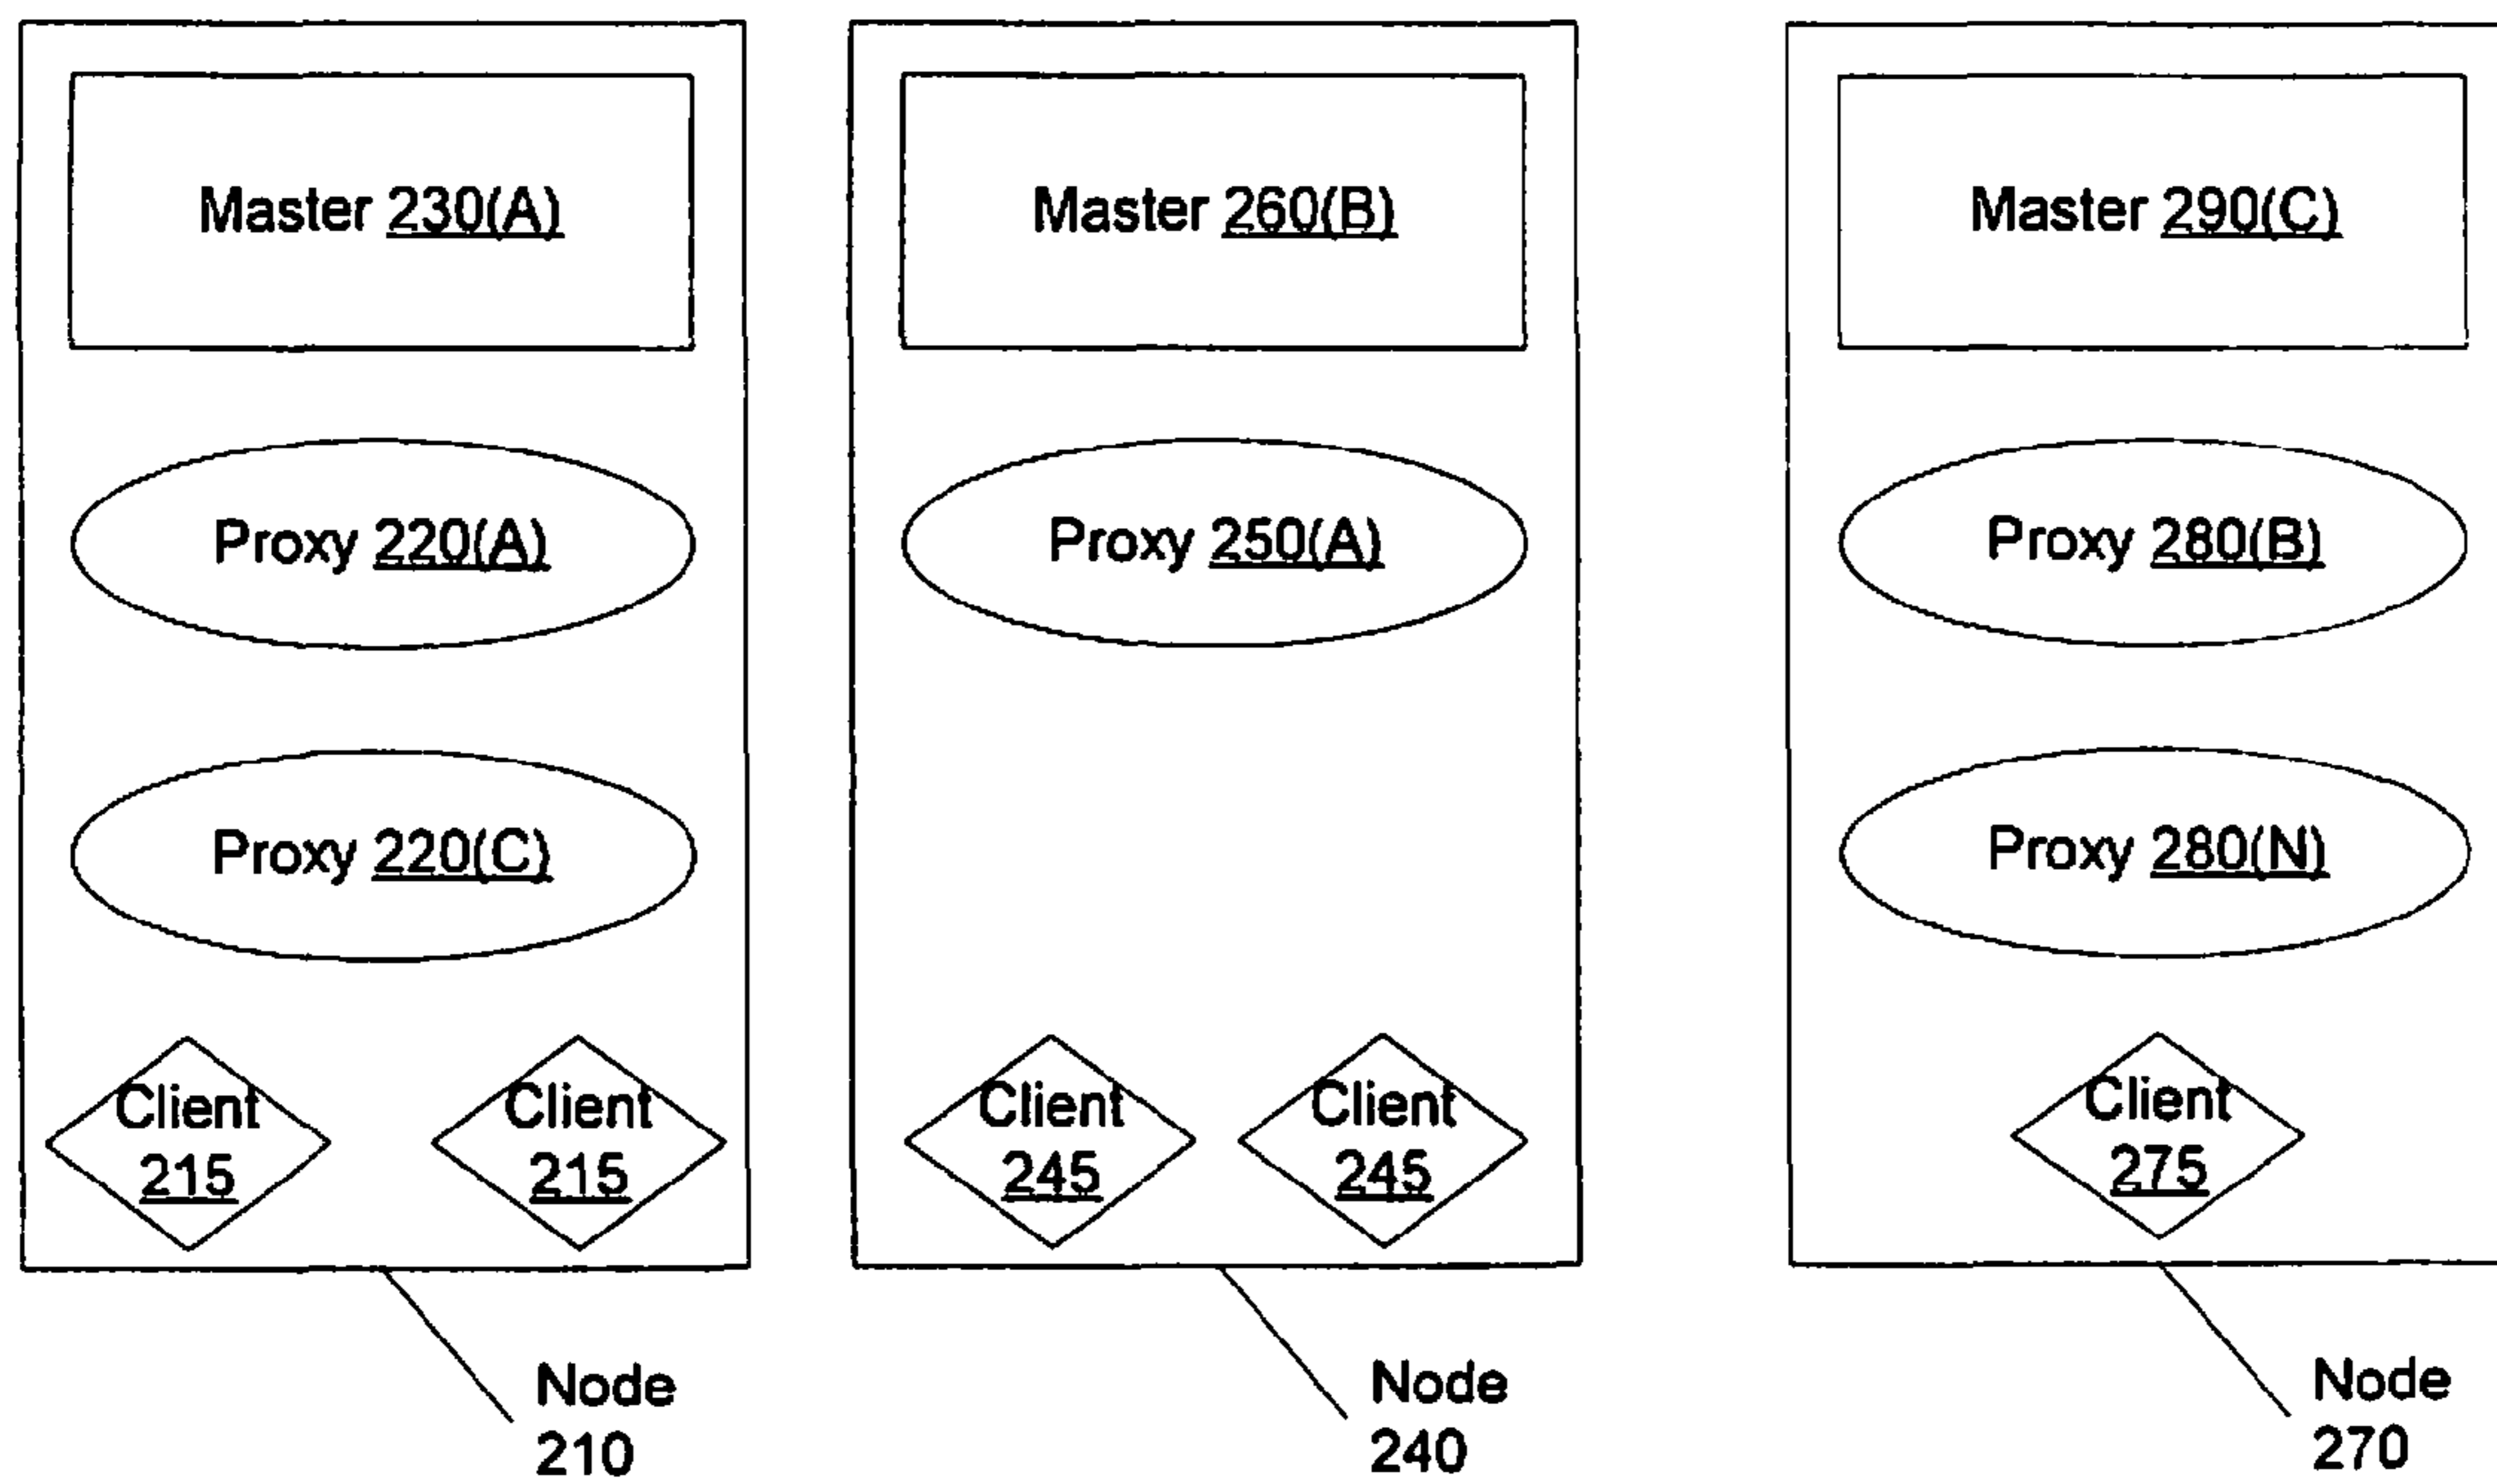 Master 230(A)
Proxy 220(A)
Proxy 220(C)
Client
215
Client
215
Node
210
Master 260(B)
Proxy 250(A)
Client
245
Client
245
Node
240
Master 290(C)
Proxy 280(B)
Proxy 280(N)
Client
275
Node
270